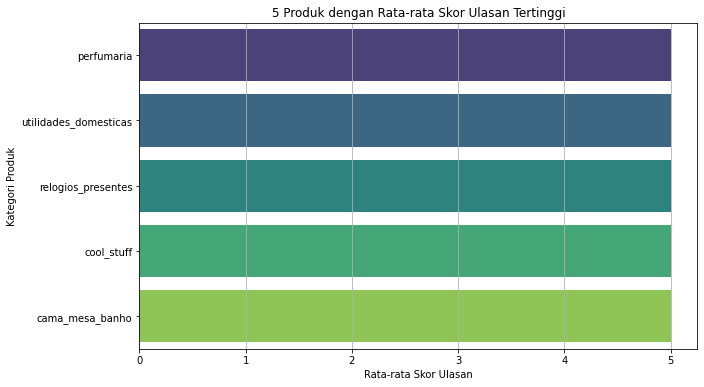 5 Produk dengan Rata-rata Skor Ulasan Tertinggi
Kategori Produk
perfumaria
utilidades_domesticas
relogios_presentes
cool_stuff
cama_mesa_banho
0 1 2 3 4 5
Rata-rata Skor Ulasan